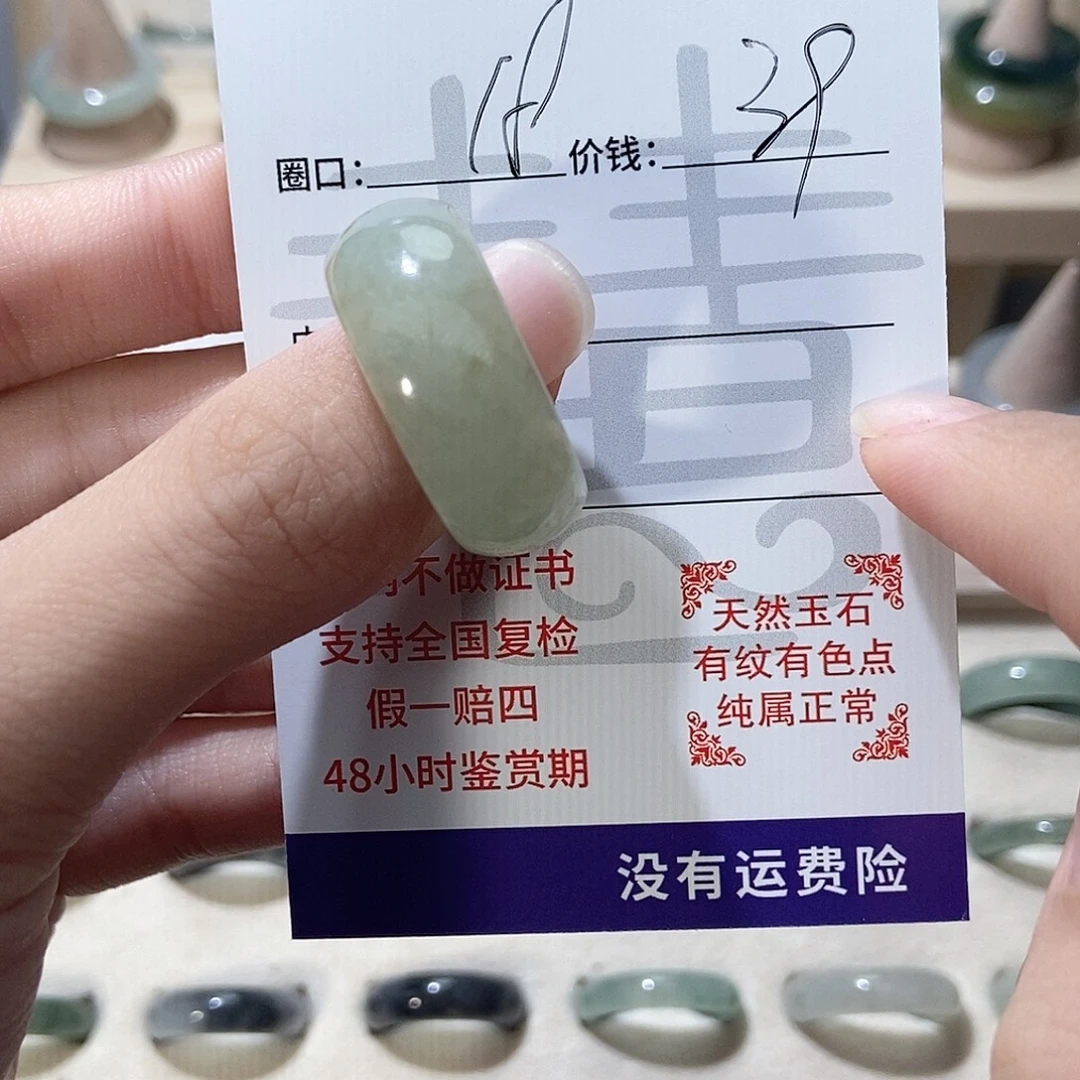 圈口： 18 价钱： 39
不做证书
支持全国复检
假一赔四
48小时鉴赏期
天然玉石
有纹有色点
纯属正常
没有运费险